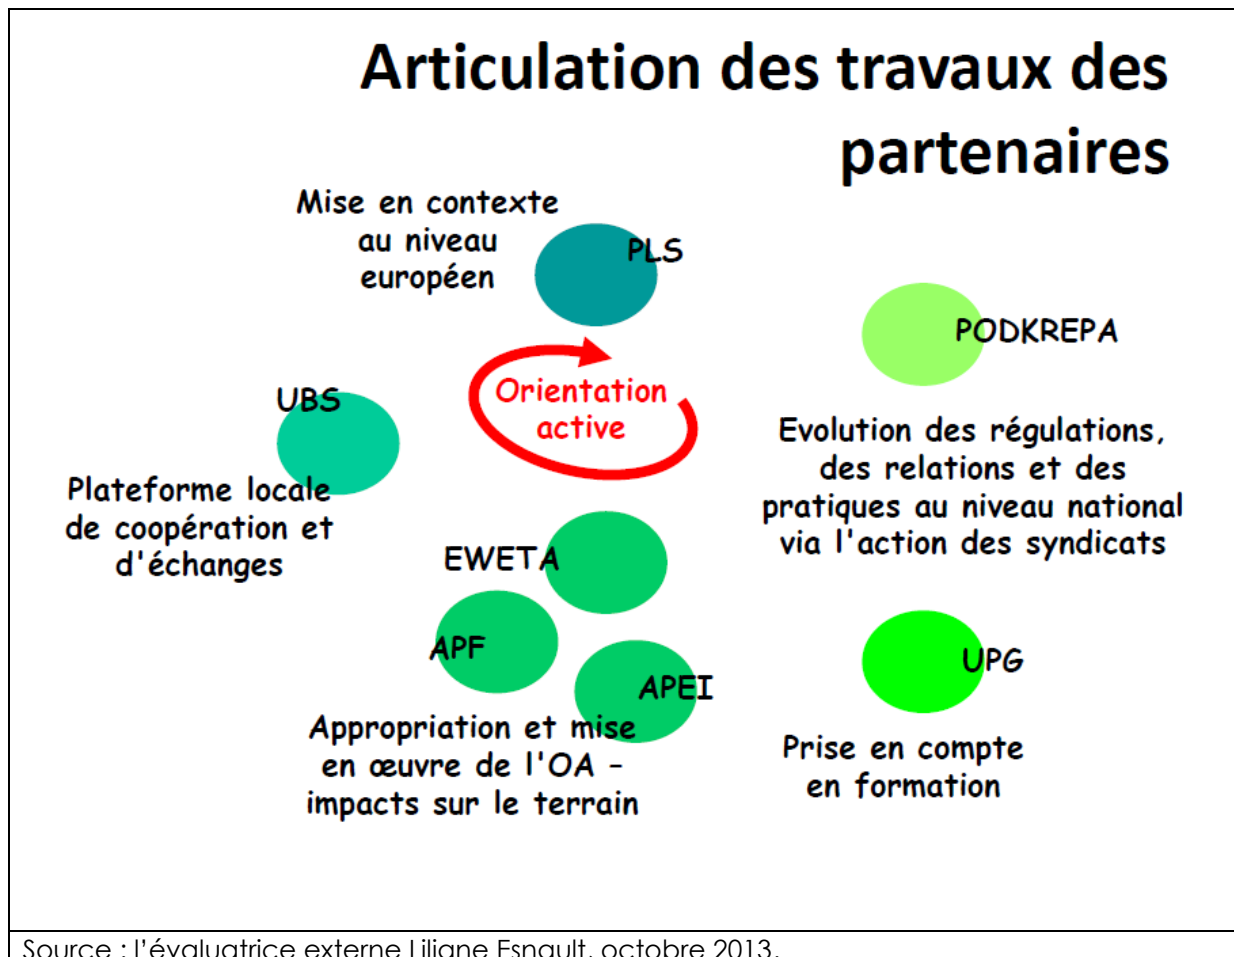 Articulation des travaux des
partenaires
Mise en contexte
au niveau
européen
PLS
PODKREPA
Orientation
active
UBS
Evolution des régulations,
des relations et des
pratiques au niveau national
via l'action des syndicats
Plateforme locale
de coopération et
d'échanges
EWETA
APF
APEI
UPG
Appropriation et mise
en œuvre de l'OA –
impacts sur le terrain
Prise en compte
en formation
Source : l’évaluatrice externe Liliane Esnault, octobre 2013.